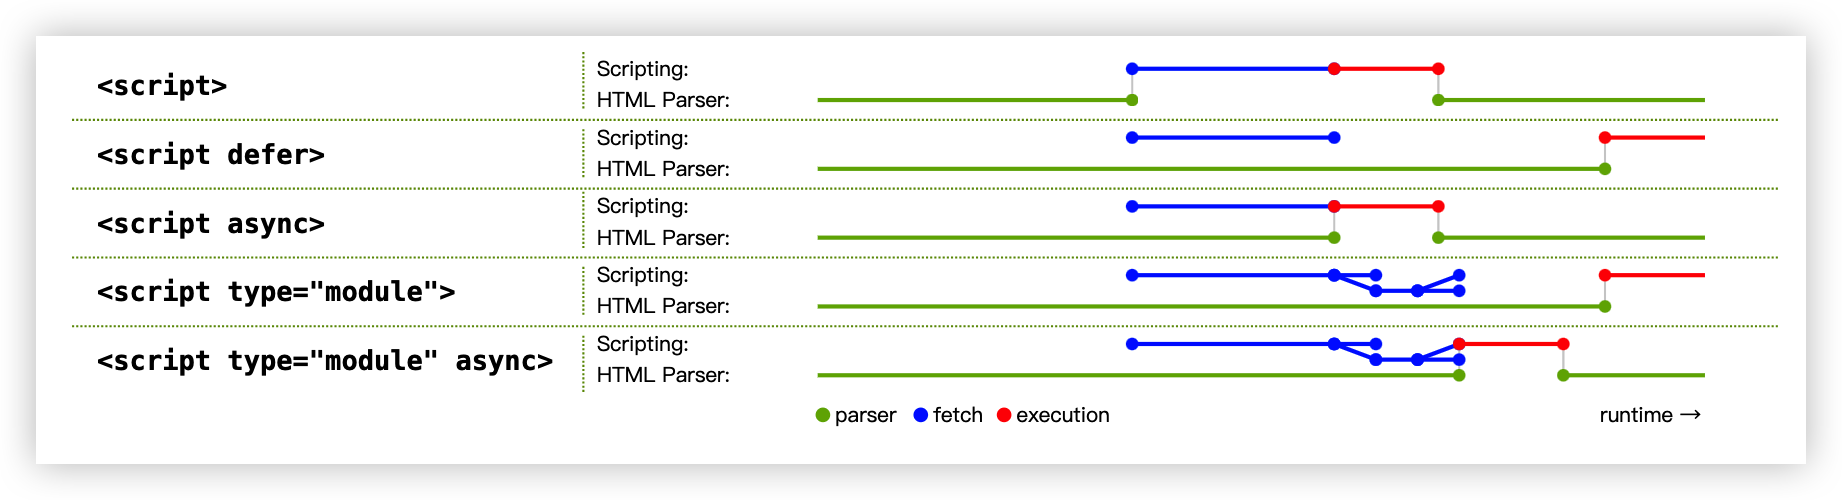 <script>
Scripting:
HTML Parser:
<script defer>
Scripting:
HTML Parser:
<script async>
Scripting:
HTML Parser:
<script type="module">
Scripting:
HTML Parser:
<script type="module" async>
Scripting:
HTML Parser:
parser fetch execution runtime →